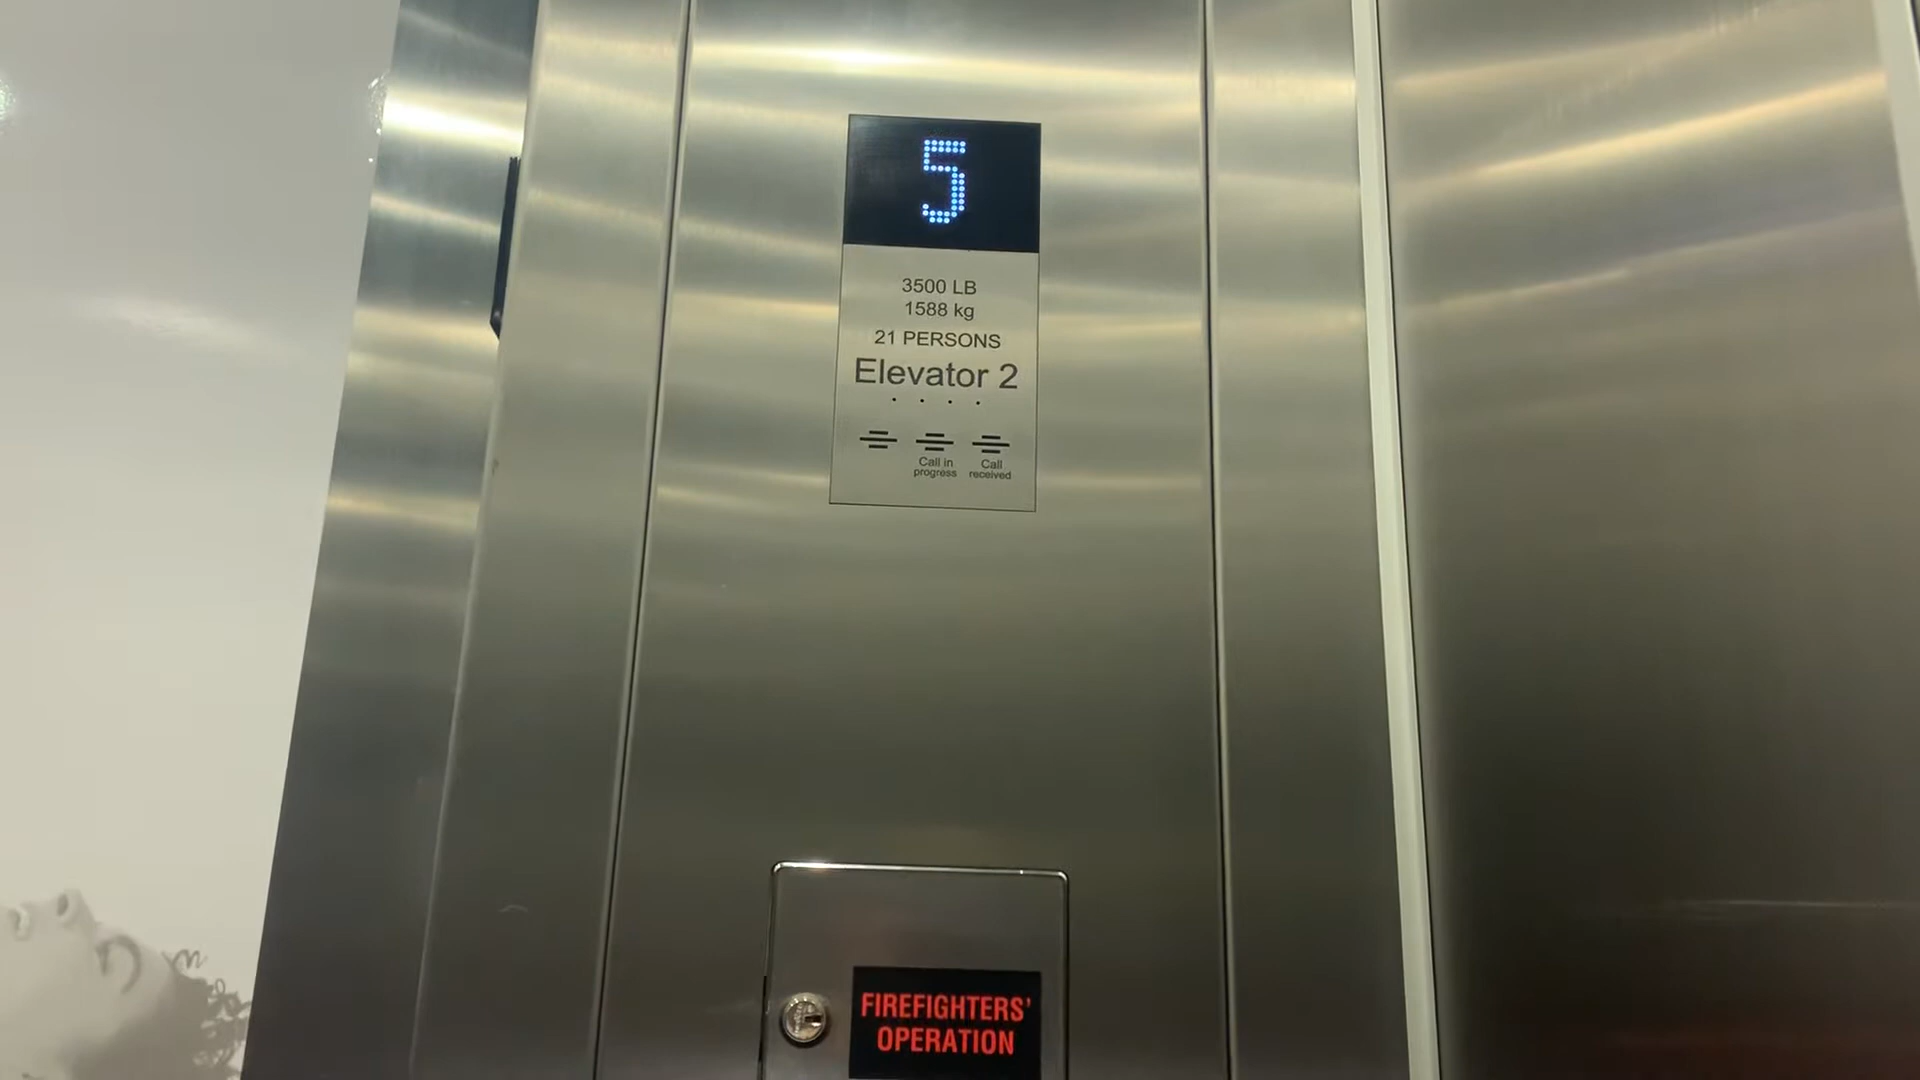 5
3500 LB
1588 kg
21 PERSONS
Elevator 2
Call in
progress
Call
received
FIREFIGHTERS'
OPERATION